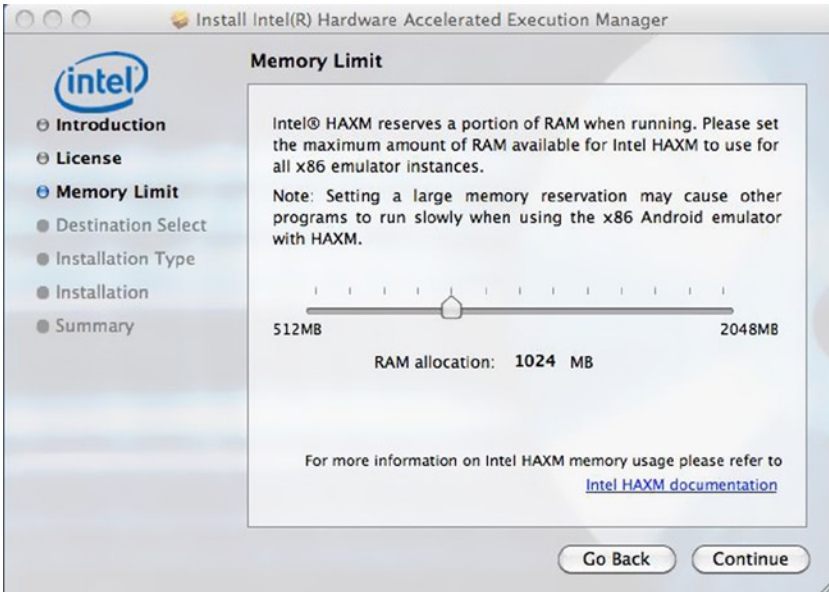 Install Intel(R) Hardware Accelerated Execution Manager
intel
Introduction
License
Memory Limit
Destination Select
Installation Type
Installation
Summary
Memory Limit
Intel® HAXM reserves a portion of RAM when running. Please set
the maximum amount of RAM available for Intel HAXM to use for
all x86 emulator instances.
Note: Setting a large memory reservation may cause other
programs to run slowly when using the x86 Android emulator
with HAXM.
512MB 2048MB
RAM allocation: 1024 MB
For more information on Intel HAXM memory usage please refer to
Intel HAXM documentation
Go Back Continue